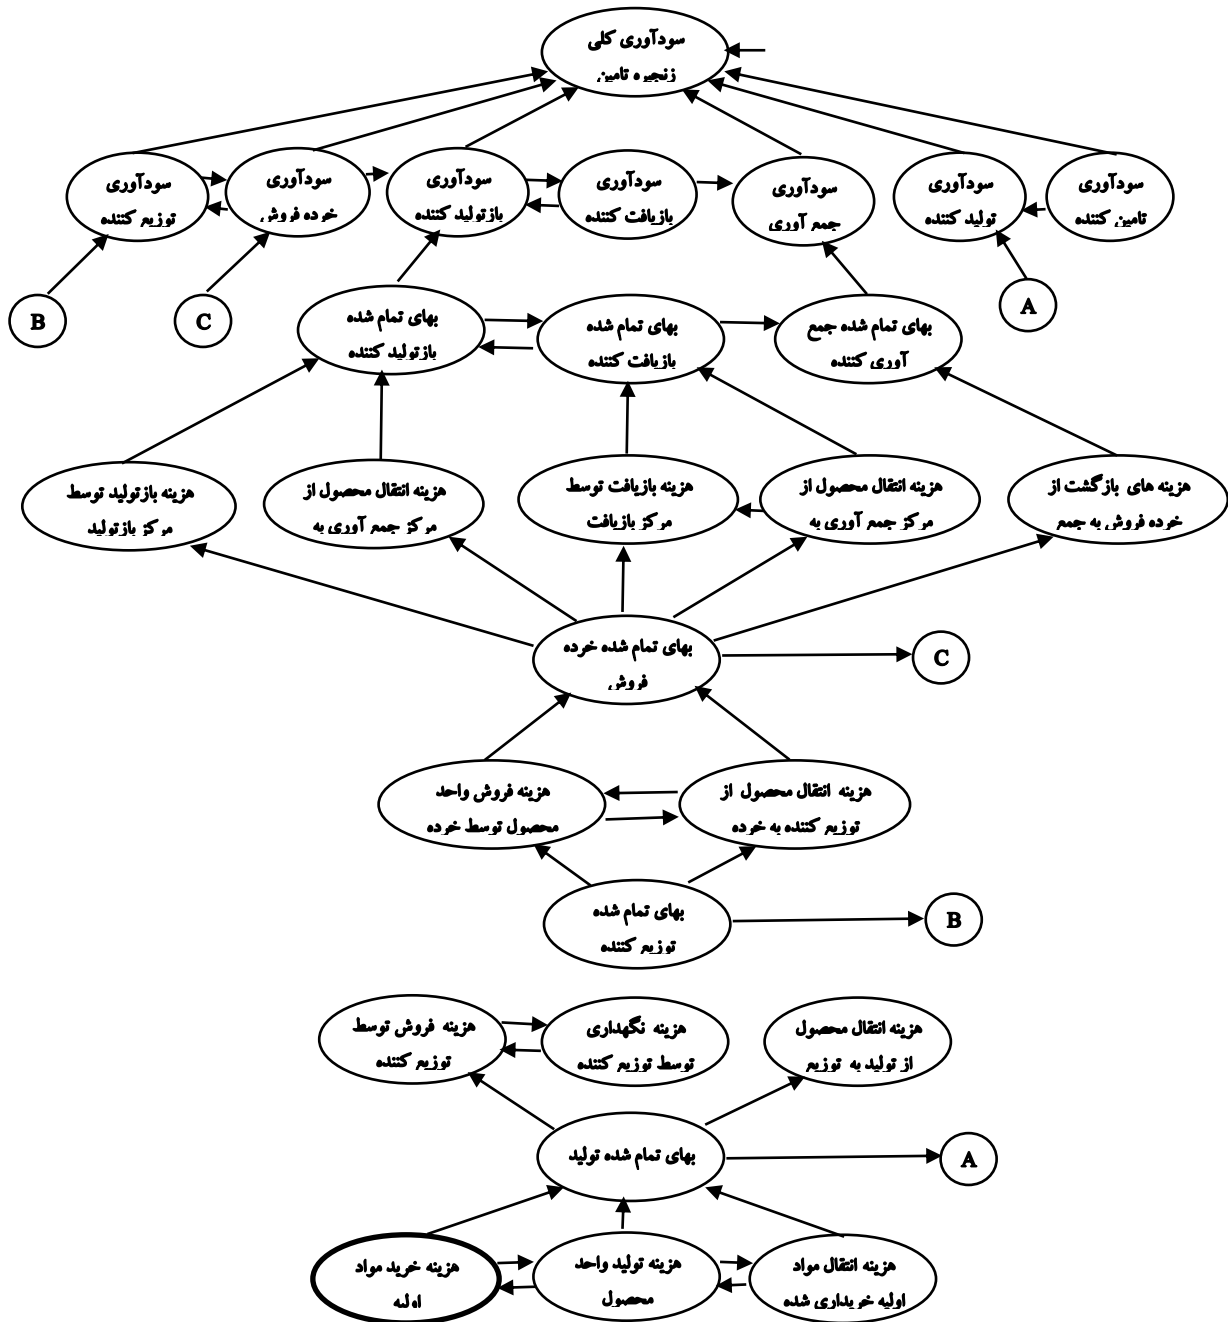 سودآوری کلی
زنجیره تامین
سودآوری
تامین کننده
سودآوری
تولید کننده
سودآوری
جمع آوری
سودآوری
بازیافت کننده
سودآوری
بازتولید کننده
سودآوری
خرده فروش
سودآوری
توزیع کننده
A
C
B
بهای تمام شده جمع
آوری کننده
بهای تمام شده
بازیافت کننده
بهای تمام شده
بازتولید کننده
هزینه های بازگشت از
خرده فروش به جمع
هزینه انتقال محصول از
مرکز جمع آوری به
هزینه بازیافت توسط
مرکز بازیافت
هزینه انتقال محصول از
مرکز جمع آوری به
هزینه بازتولید توسط
مرکز بازتولید
بهای تمام شده خرده
فروش
C
هزینه انتقال محصول از
توزیع کننده به خرده
هزینه فروش واحد
محصول توسط خرده
بهای تمام شده
توزیع کننده
B
هزینه انتقال محصول
از تولید به توزیع
هزینه نگهداری
توسط توزیع کننده
هزینه فروش توسط
توزیع کننده
بهای تمام شده تولید
A
هزینه انتقال مواد
اولیه خریداری شده
هزینه تولید واحد
محصول
هزینه خرید مواد
اولیه